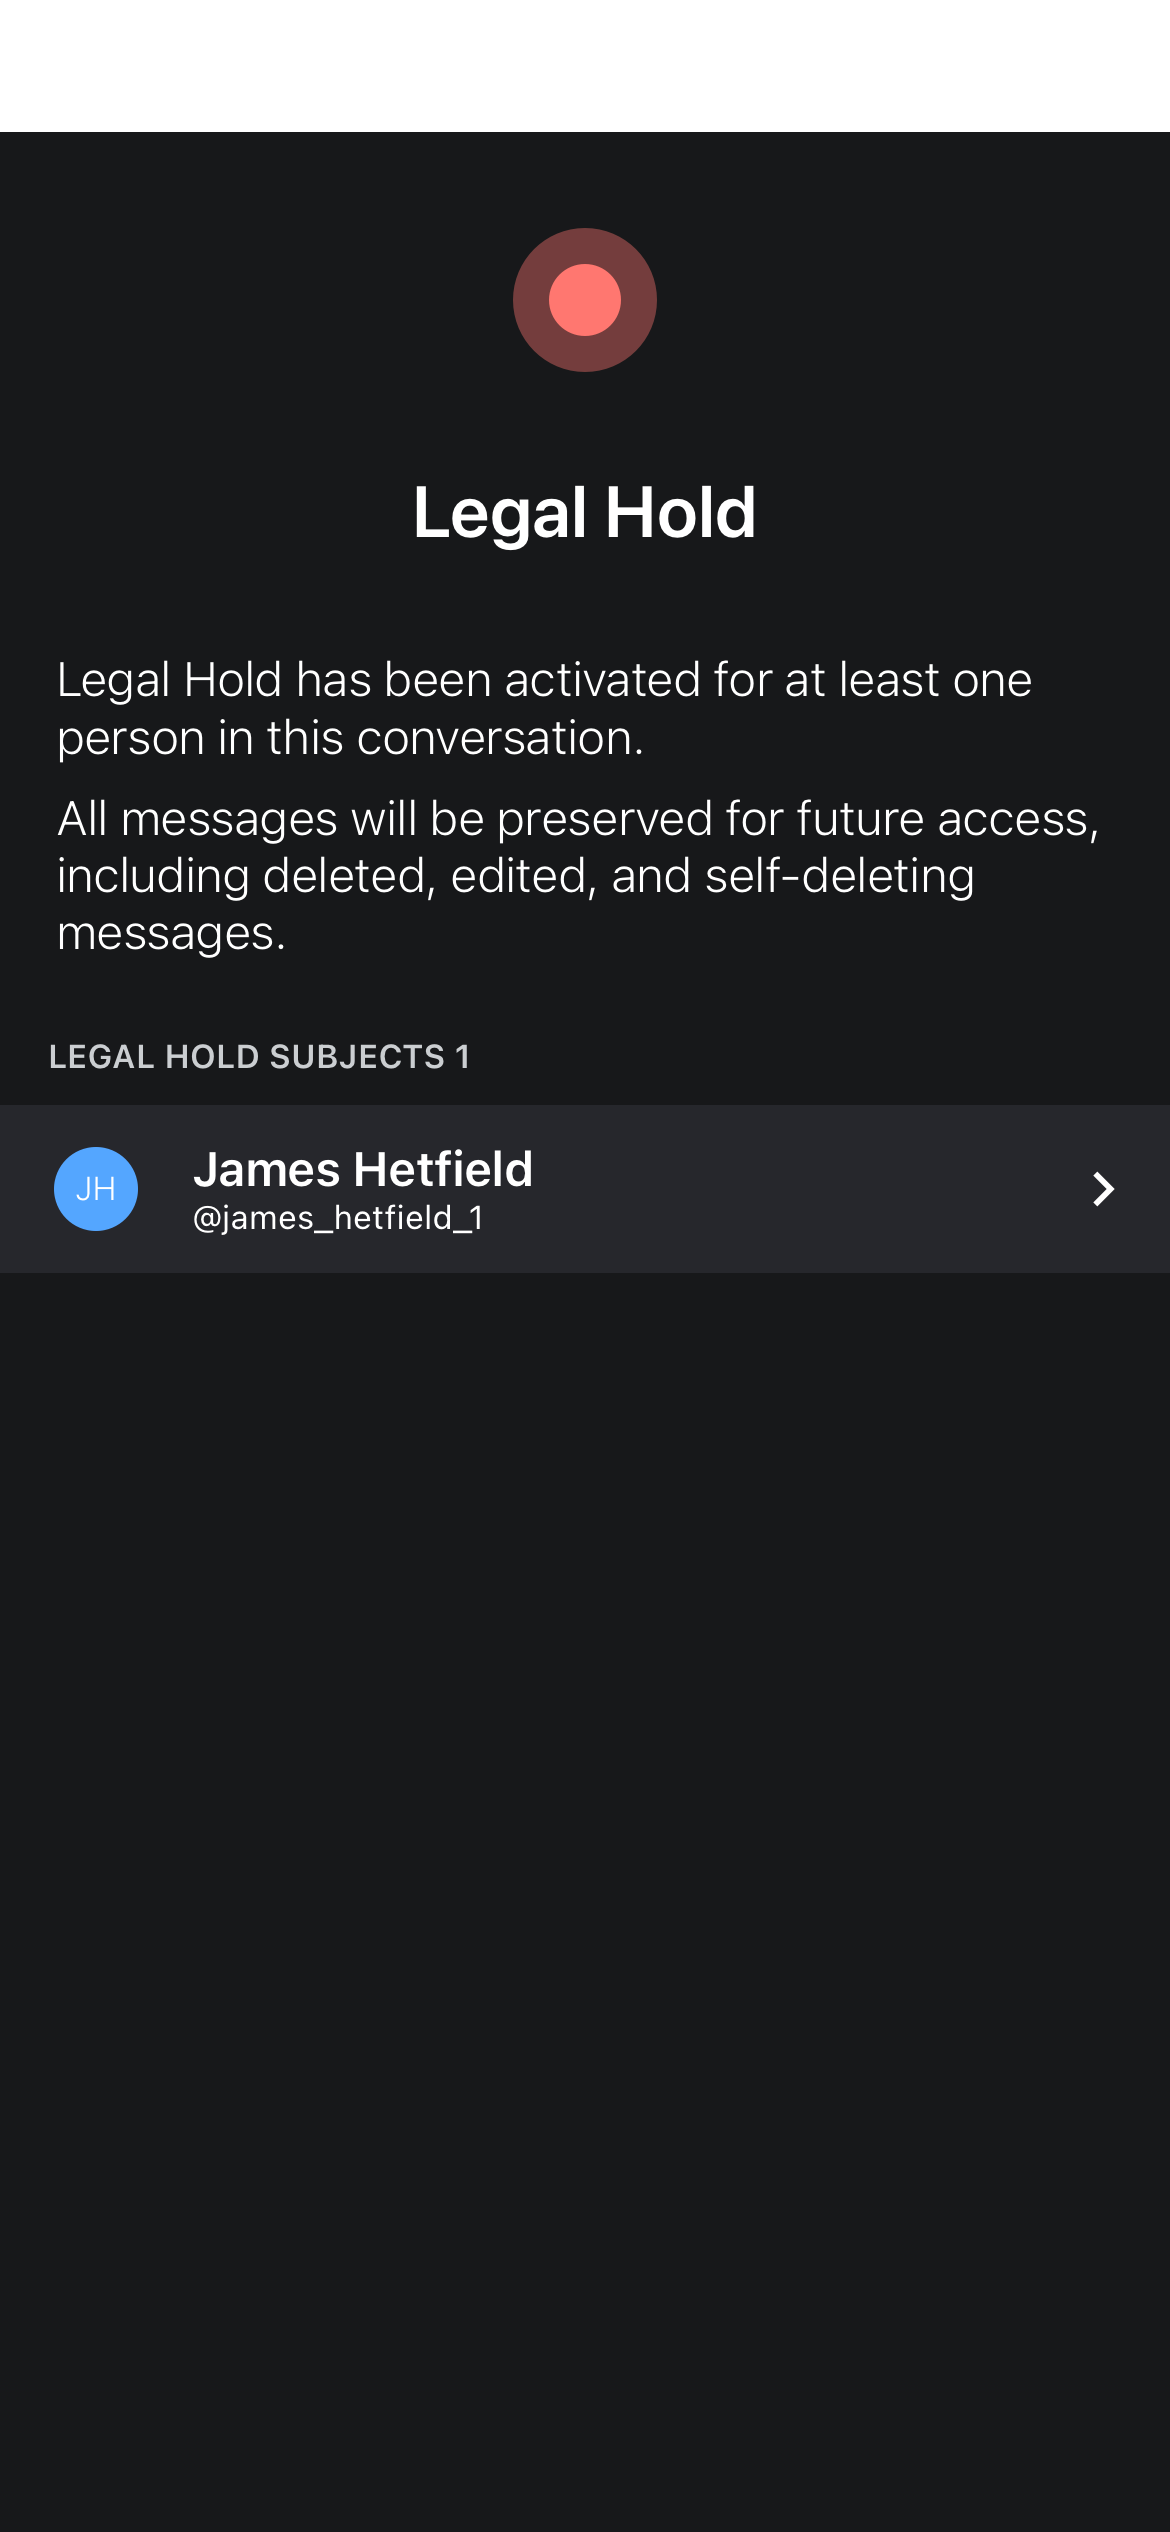 Legal Hold
Legal Hold has been activated for at least one
person in this conversation.
All messages will be preserved for future access,
including deleted, edited, and self-deleting
messages.
LEGAL HOLD SUBJECTS 1
JH
James Hetfield
@james_hetfield_1